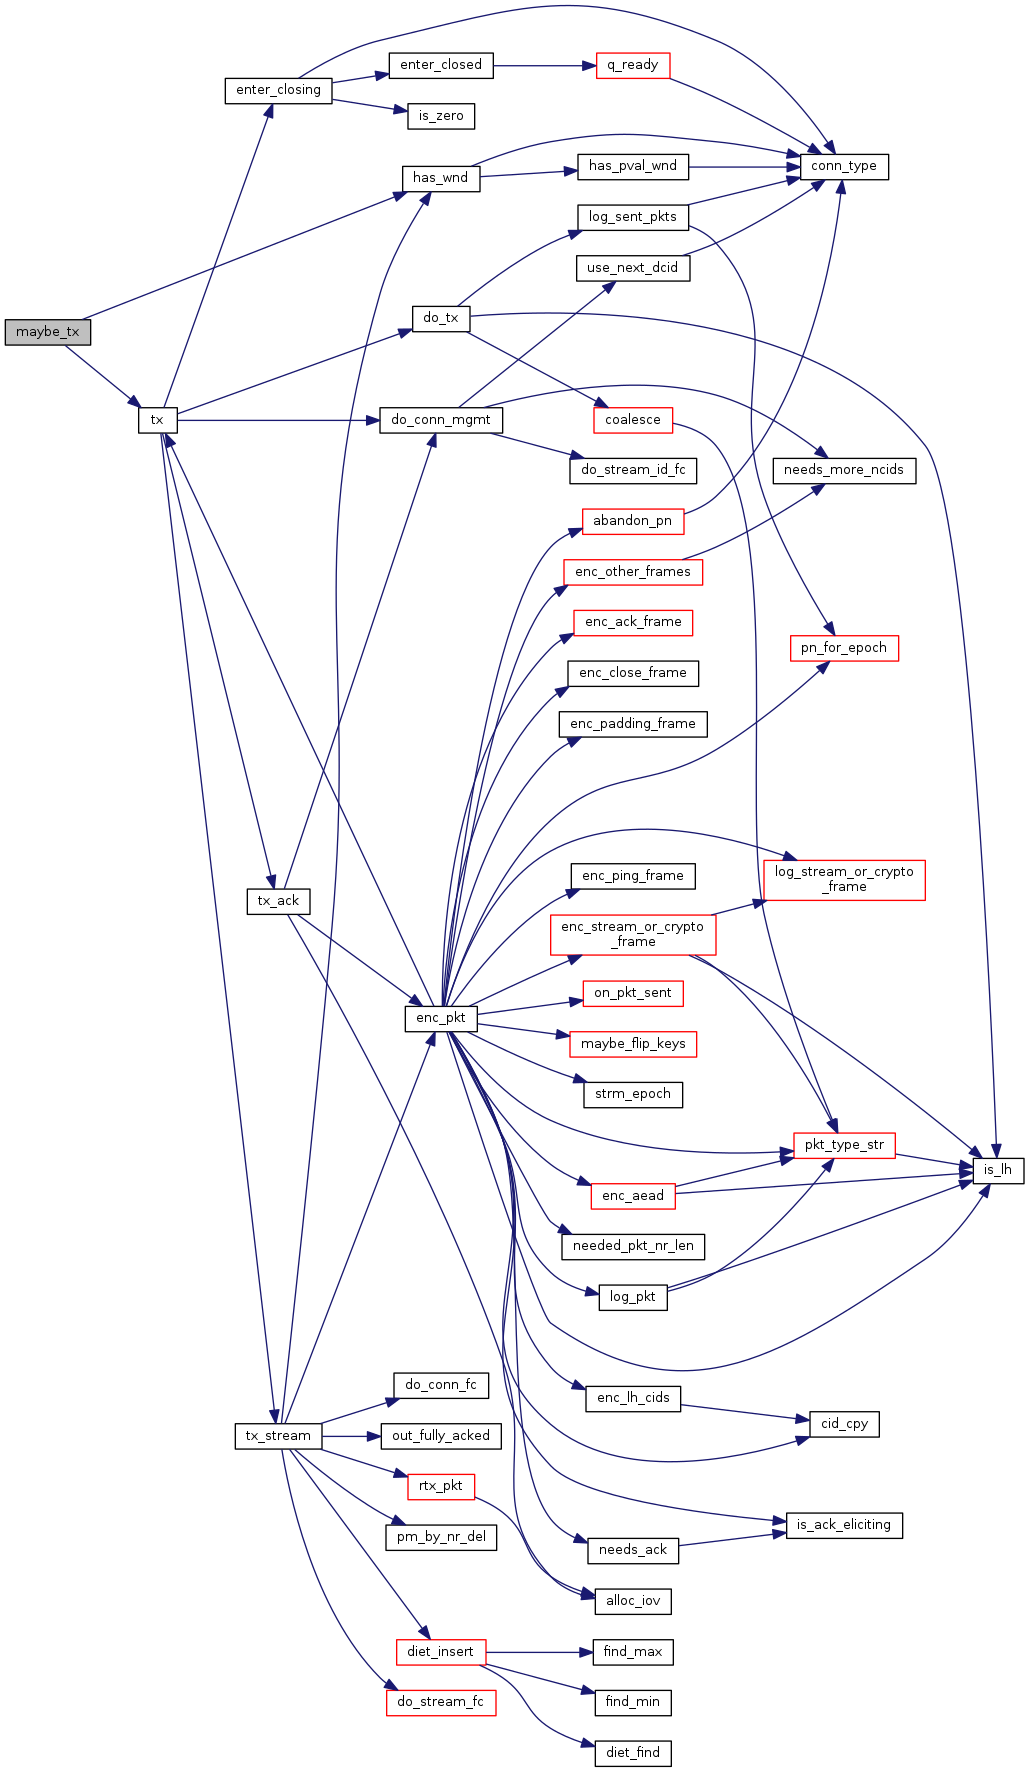 enter_closed
q_ready
enter_closing
is_zero
conn_type
has_pval_wnd
has_wnd
log_sent_pkts
use_next_dcid
do_tx
maybe_tx
tx
do_conn_mgmt
coalesce
do_stream_id_fc
needs_more_ncids
abandon_pn
enc_other_frames
enc_ack_frame
pn_for_epoch
enc_close_frame
enc_padding_frame
log_stream_or_crypto
_frame
enc_ping_frame
tx_ack
enc_stream_or_crypto
_frame
on_pkt_sent
enc_pkt
maybe_flip_keys
strm_epoch
pkt_type_str
is_lh
enc_aead
needed_pkt_nr_len
log_pkt
do_conn_fc
enc_lh_cids
cid_cpy
tx_stream
out_fully_acked
rtx_pkt
is_ack_eliciting
pm_by_nr_del
needs_ack
alloc_iov
diet_insert
find_max
do_stream_fc
find_min
diet_find